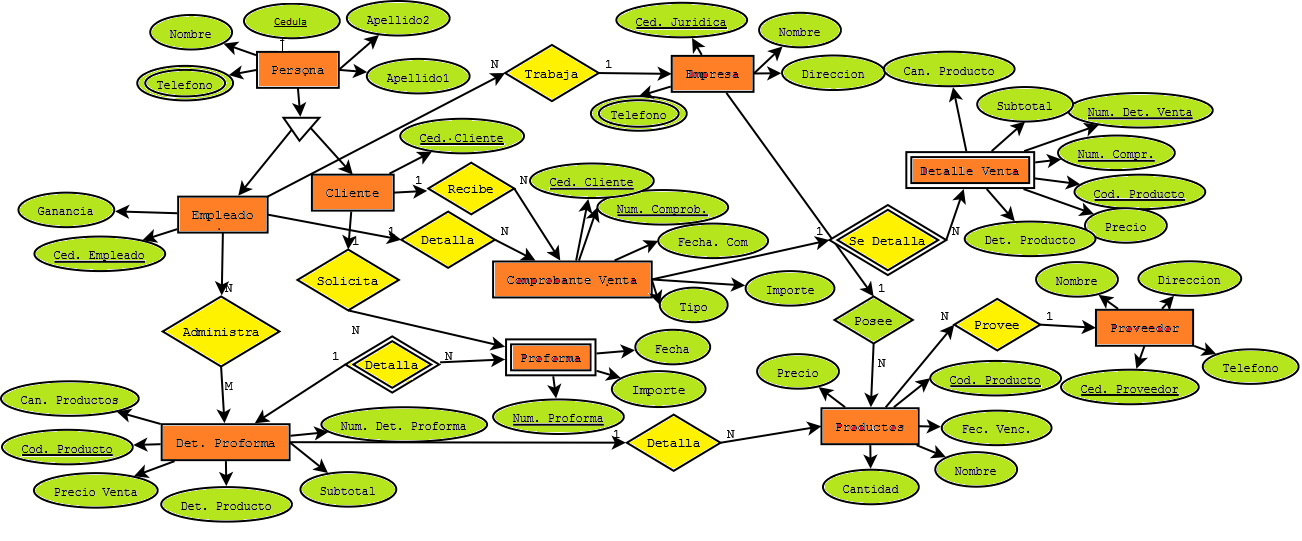 Nombre
Cedula
Apellido2
Persona
Telefono
Apellido1
N
Trabaja
1
Ced. Juridica
Nombre
Empresa
Direccion
Telefono
Can. Producto
Subtotal
Num. Det. Venta
Num. Compr.
Detalle Venta
Cod. Producto
Precio
Det. Producto
Ced. Cliente
Cliente
1
Recibe
N
Ced. Cliente
Num. Comprob.
Ganancia
Empleado
Ced. Empleado
1
Detalla
N
Fecha. Com
1
Se Detalla
N
1
Solicita
Comprobante Venta
Importe
Tipo
Nombre
Direccion
N
1
Administra
N
Posee
N
Provee
1
Proveedor
1
Detalla
N
Proforma
Fecha
N
Telefono
M
Importe
Precio
Cod. Producto
Ced. Proveedor
Can. Productos
Num. Proforma
Num. Det. Proforma
Det. Proforma
1
Detalla
N
Productos
Fec. Venc.
Cod. Producto
Precio Venta
Det. Producto
Subtotal
Cantidad
Nombre